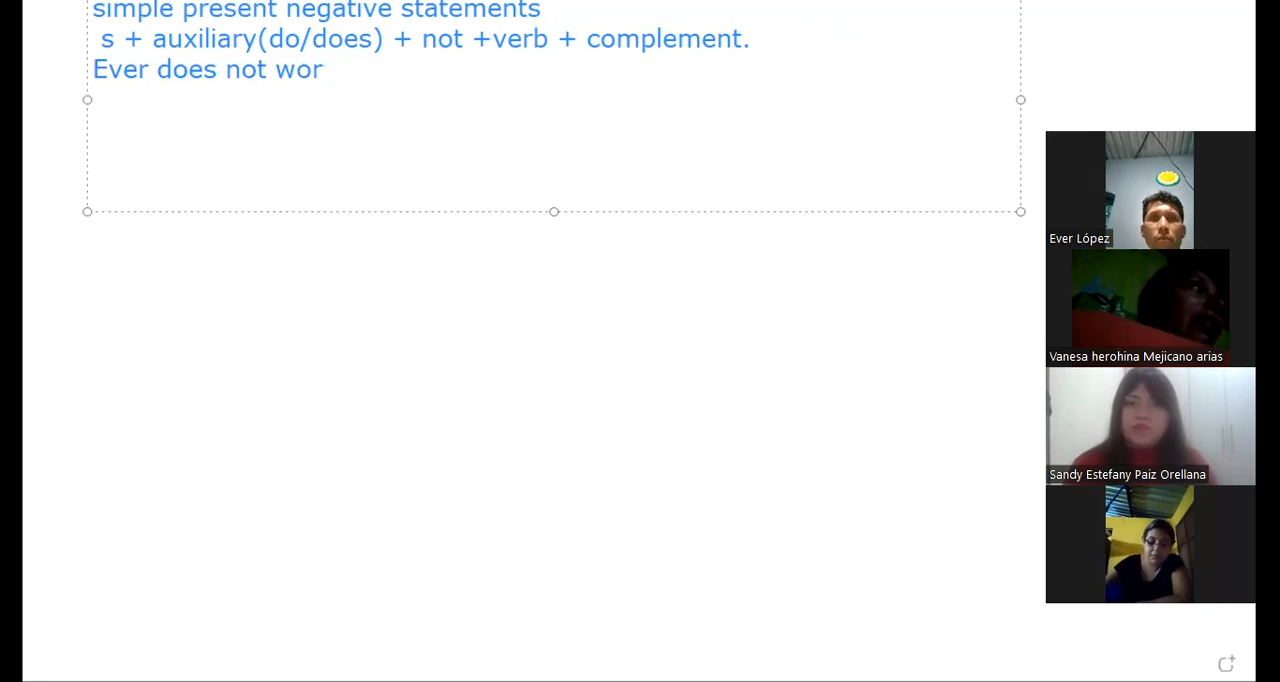 simple present negative statements
s + auxiliary(do/does) + not +verb + complement.
Ever does not wor
Ever López
Vanesa herohina Mejicano arias
Sandy Estefany Paiz Orellana